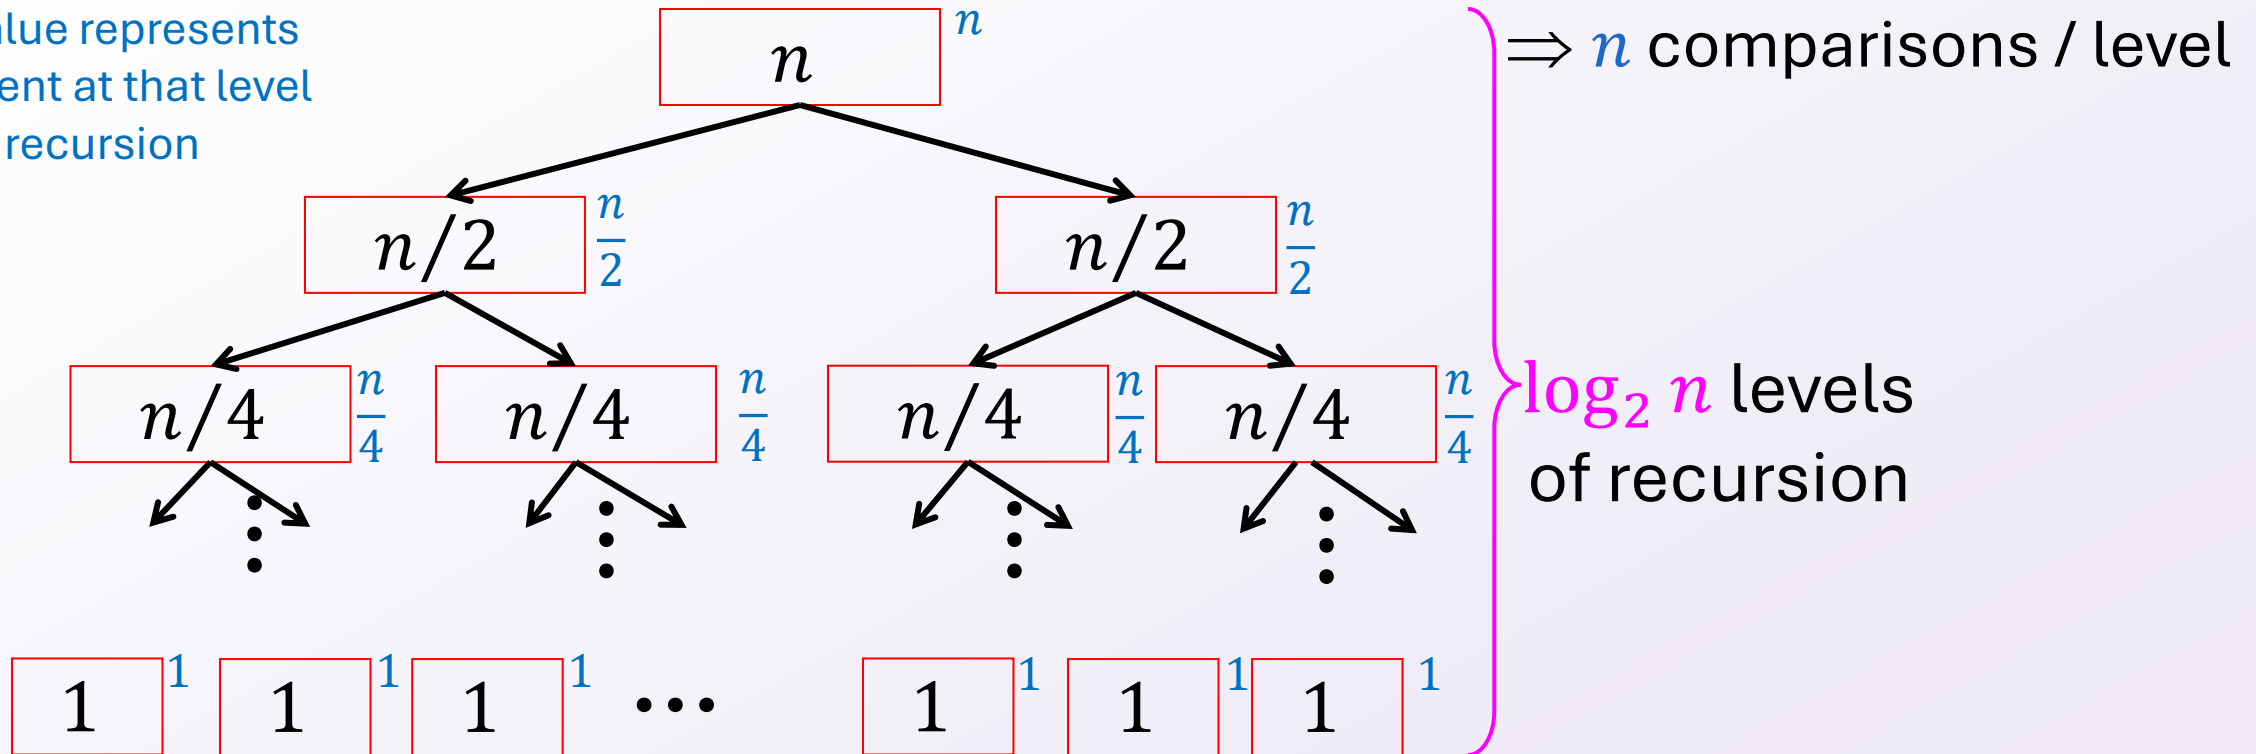 recursion
ent at that level
lue represents
n
n
⇒ n comparisons / level
n/2
n/2
n/2
n/2
n/4
n/4
n/4
n/4
n/4
n/4
n/4
n/4
log₂ n levels
of recursion
1
1
1
1
1
1
...
1
1
1
1
1
1